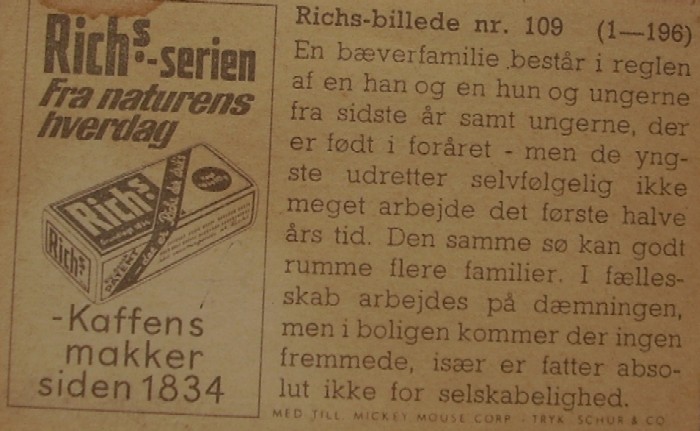 Richs-serien
Fra naturens
hverdag
Richs
Richs
PATENT
-Kaffens
makker
siden 1834
Richs-billede nr. 109 (1—196)
En bæverfamilie består i reglen
af en han og en hun og ungerne
fra sidste år samt ungerne, der
er født i foråret - men de yng-
ste udretter selvfølgelig ikke
meget arbejde det første halve
års tid. Den samme sø kan godt
rumme flere familier. I fælles-
skab arbejdes på dæmningen,
men i boligen kommer der ingen
fremmede, især er fatter abso-
lut ikke for selskabelighed.
MED TILL. MICKEY MOUSE CORP - TRYK. SCHUR & CO